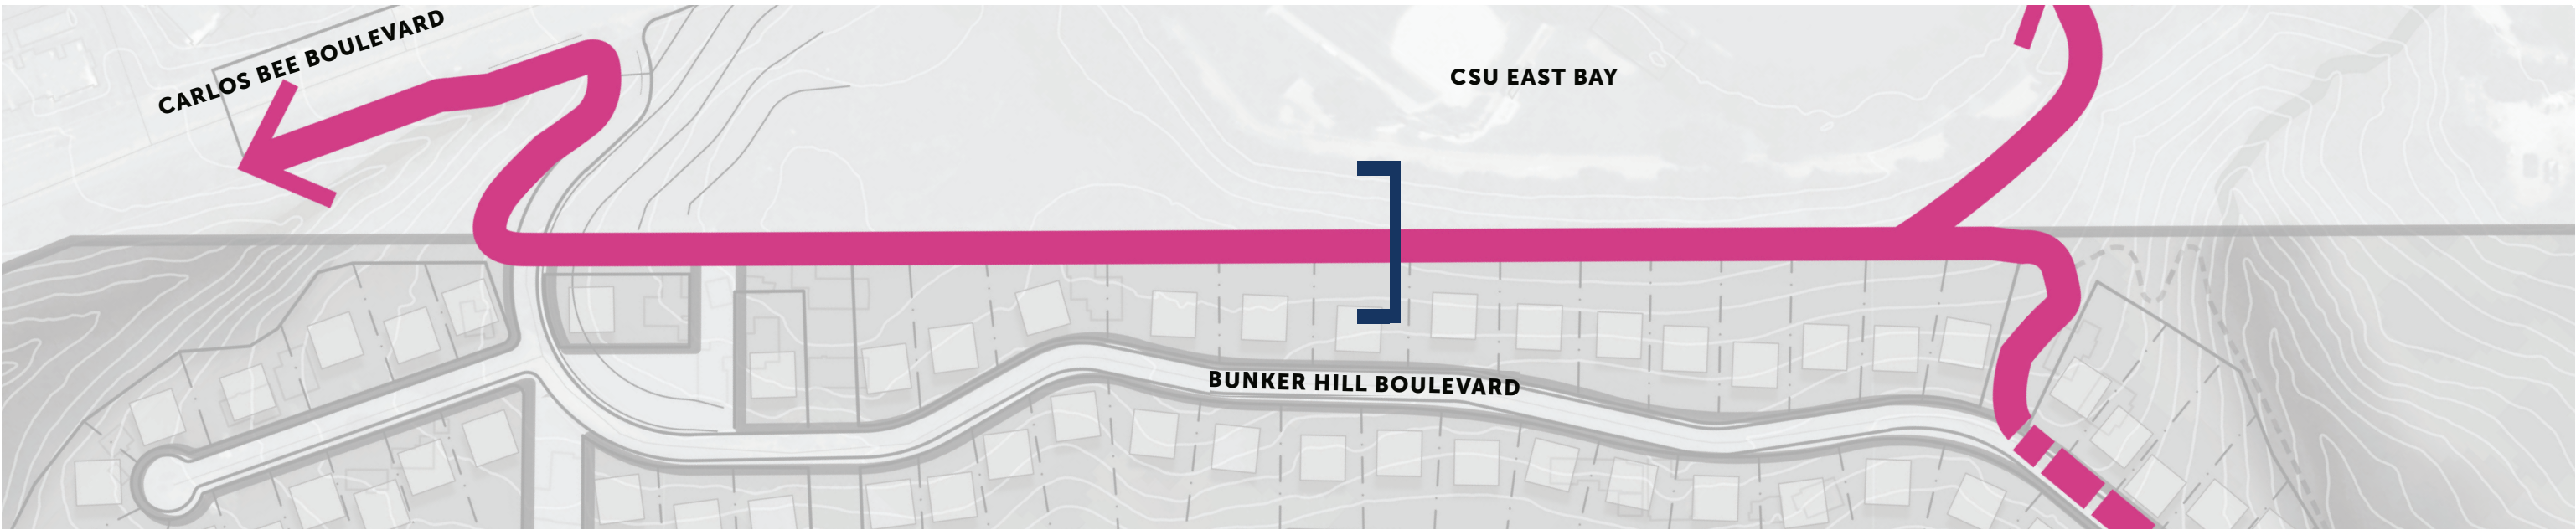 CARLOS BEE BOULEVARD
CSU EAST BAY
BUNKER HILL BOULEVARD